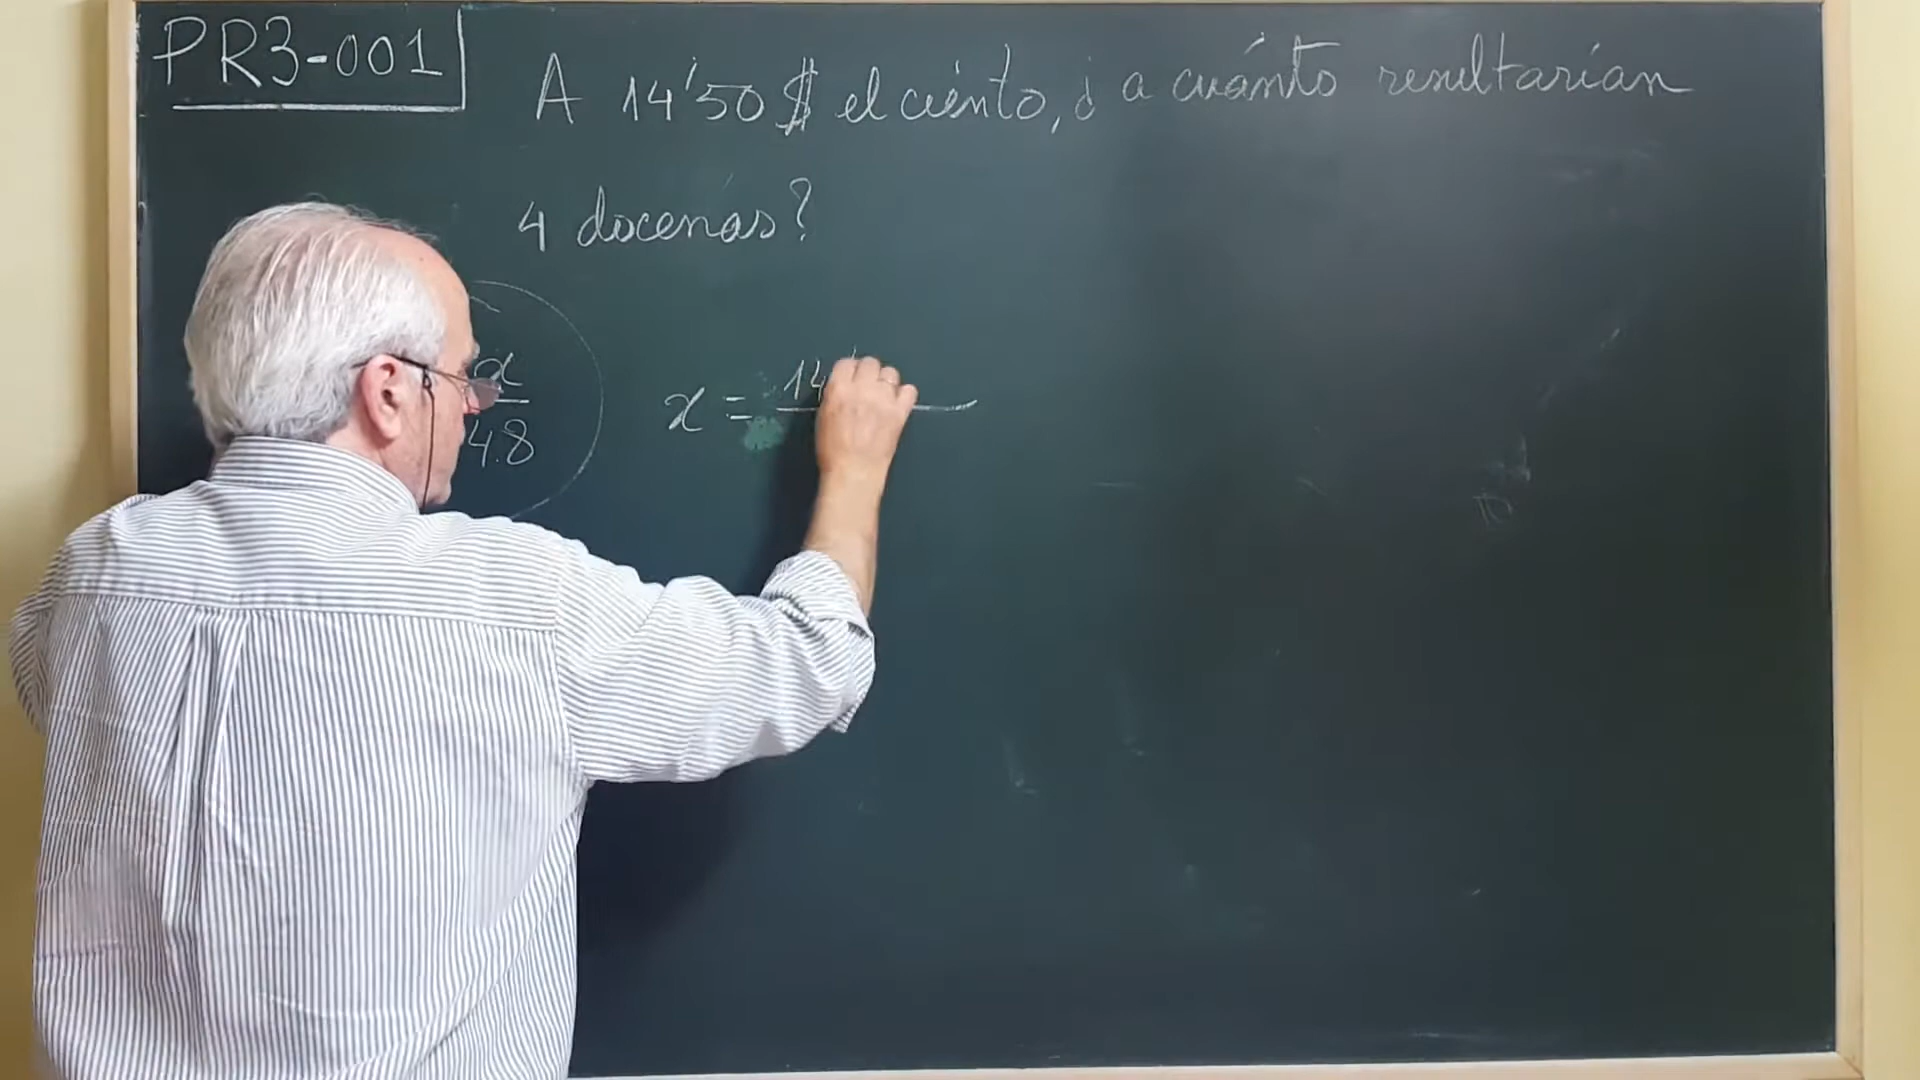 PR3-001
A 14'50 $ el ciento, ¿ a cuánto resultarían
4 docenas?
x
48
x = 14